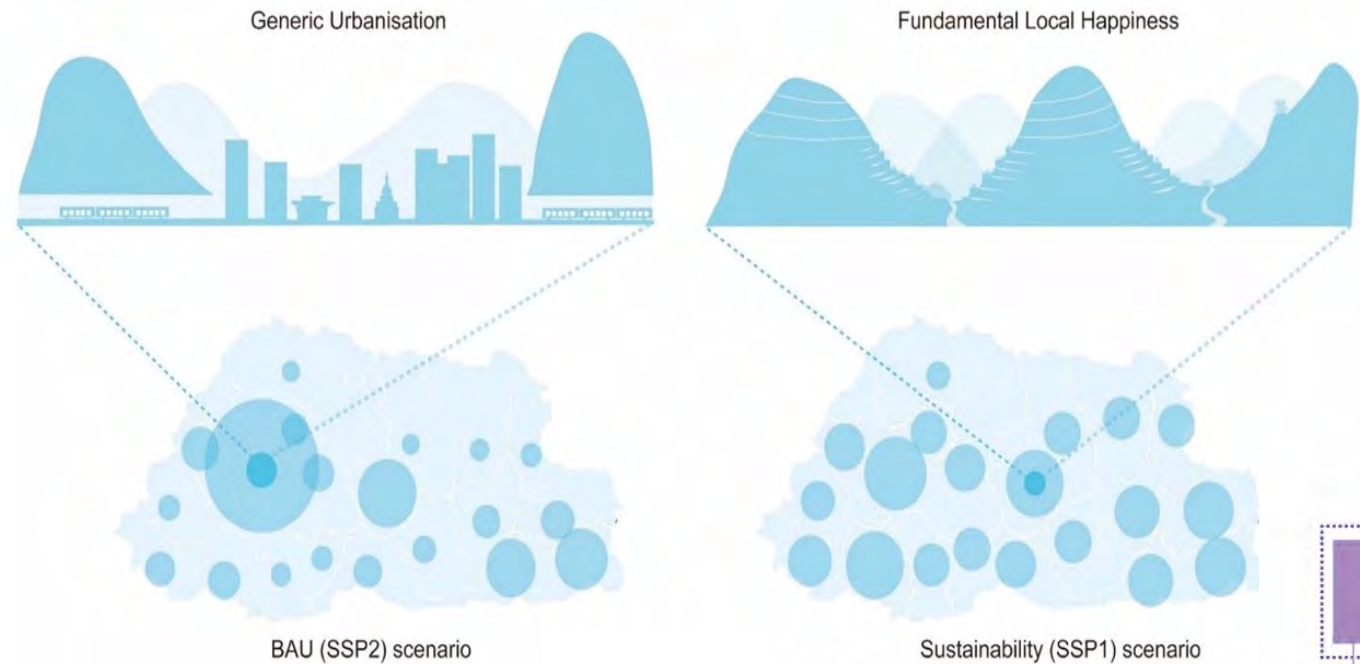 Generic Urbanisation
Fundamental Local Happiness
BAU (SSP2) scenario
Sustainability (SSP1) scenario